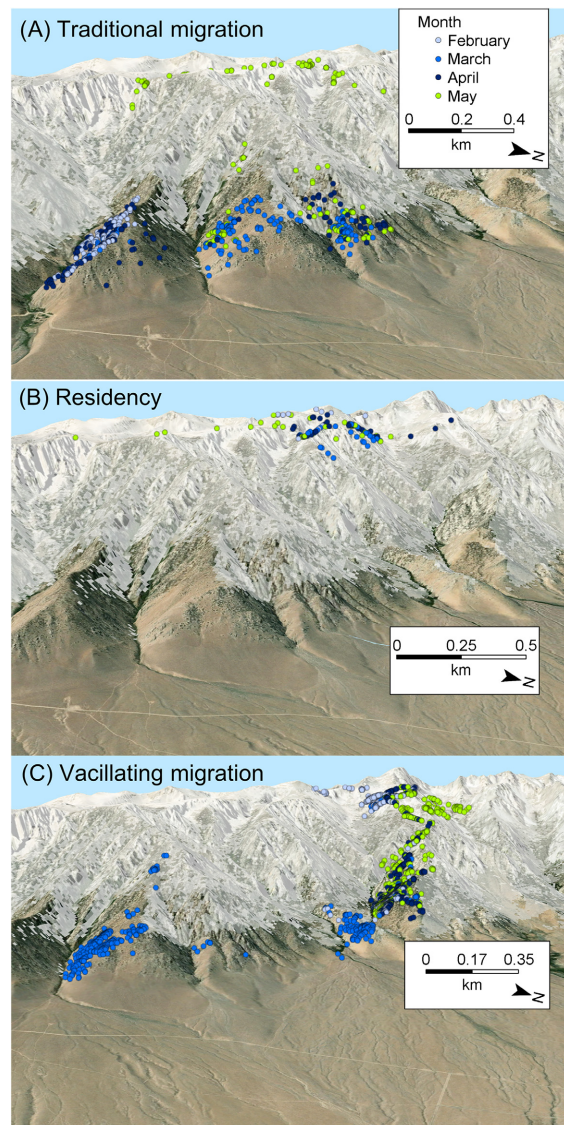 (A) Traditional migration
Month
February
March
April
May
0 0.2 0.4
km
N
(B) Residency
0 0.25 0.5
km
N
(C) Vacillating migration
0 0.17 0.35
km
N